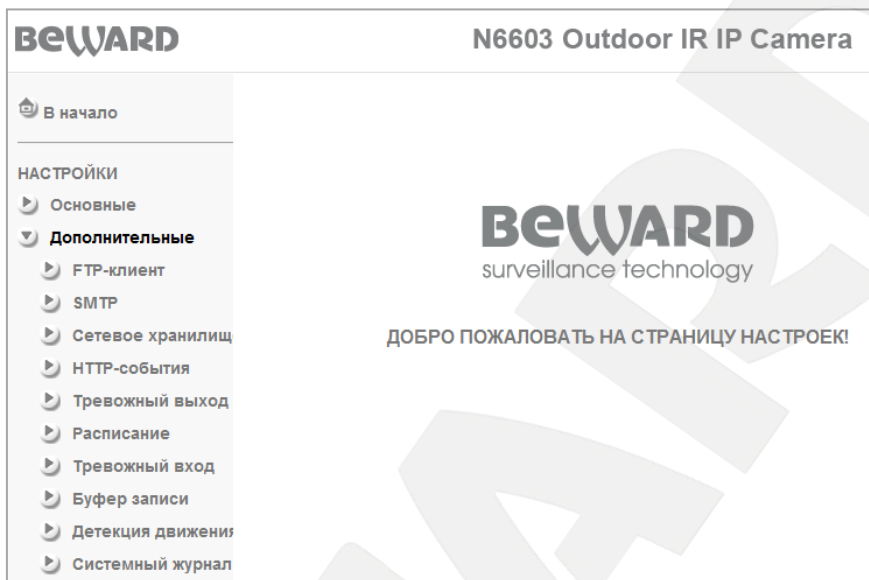 BEWARD
N6603 Outdoor IR IP Camera
В начало
НАСТРОЙКИ
Основные
Дополнительные
FTP-клиент
SMTP
Сетевое хранилищ
HTTP-события
Тревожный выход
Расписание
Тревожный вход
Буфер записи
Детекция движения
Системный журнал
BEWARD
surveillance technology
ДОБРО ПОЖАЛОВАТЬ НА СТРАНИЦУ НАСТРОЕК!